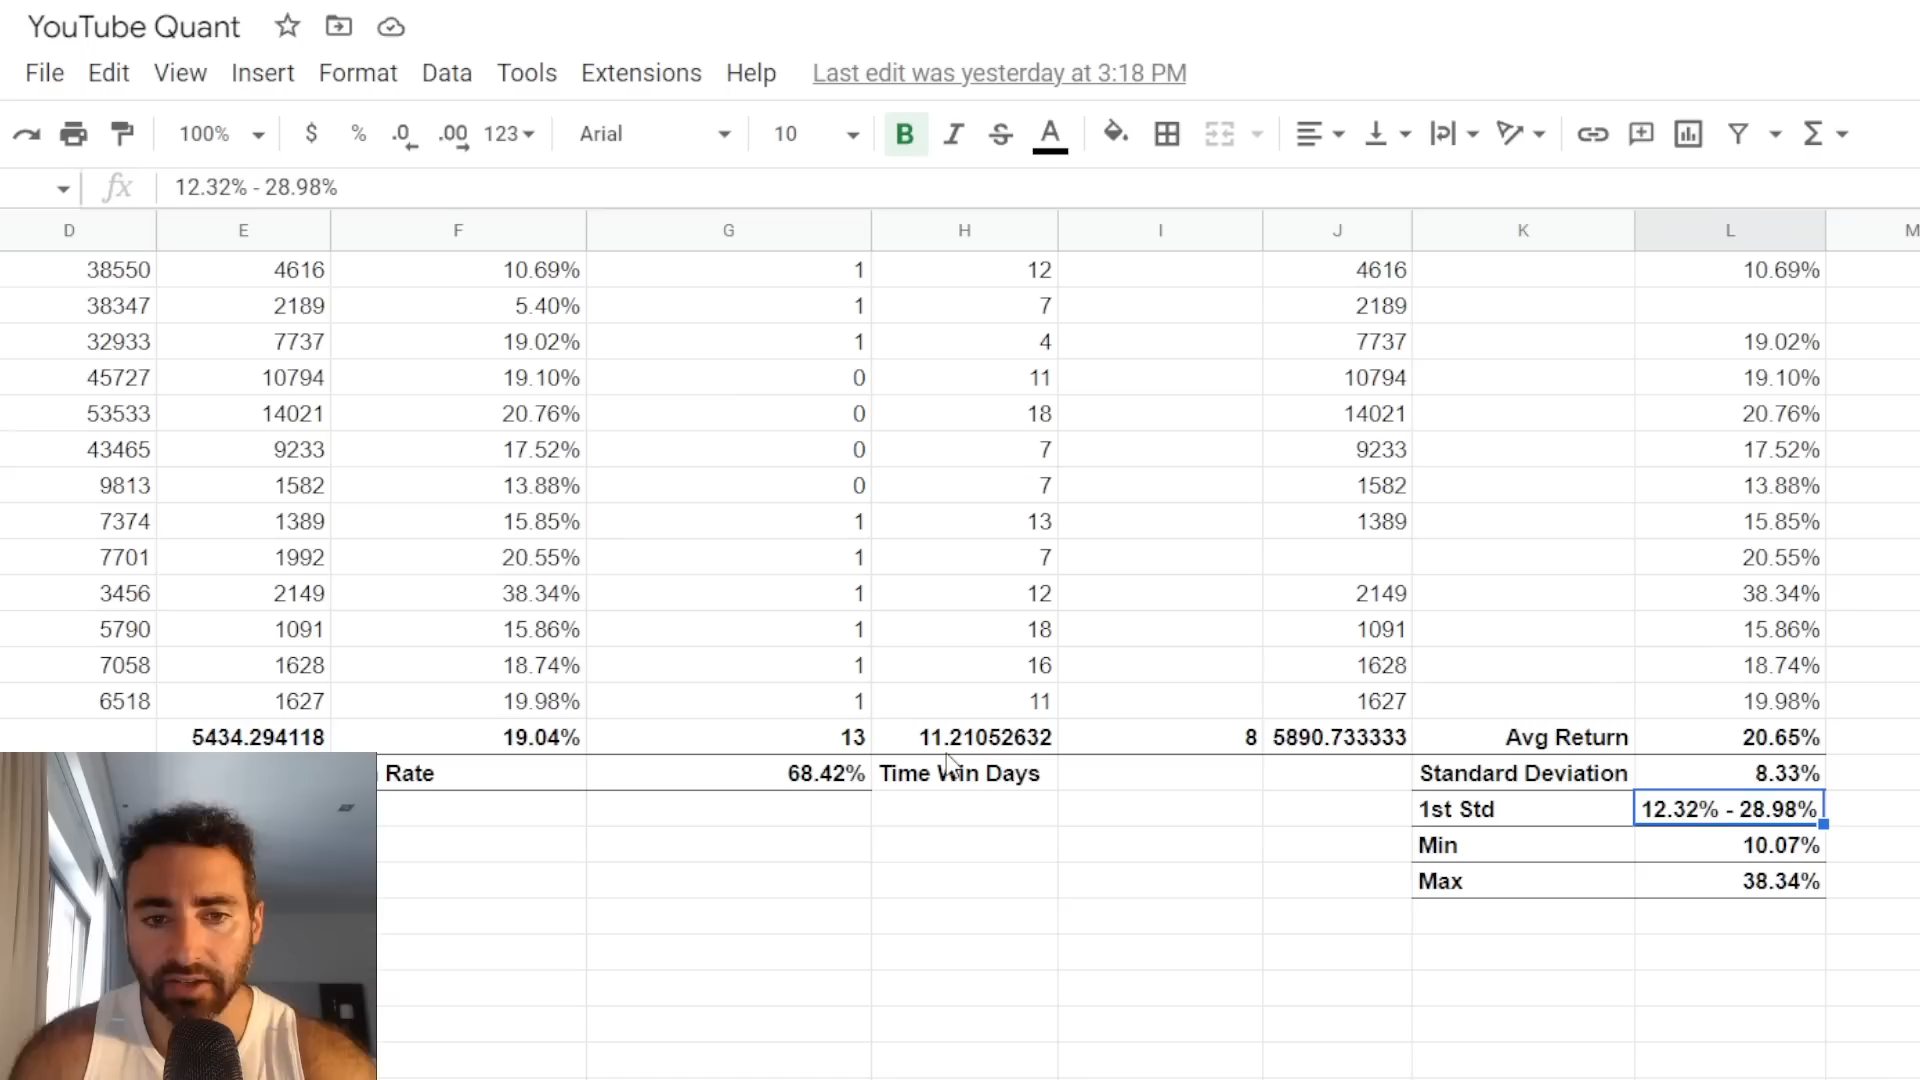 YouTube Quant
File Edit View Insert Format Data Tools Extensions Help Last edit was yesterday at 3:18 PM
100% $ % .0 .00 123 Arial 10 B I S A Σ
fx 12.32% - 28.98%
D E F G H I J K L M
38550 4616 10.69% 1 12 4616 10.69%
38347 2189 5.40% 1 7 2189
32933 7737 19.02% 1 4 7737 19.02%
45727 10794 19.10% 0 11 10794 19.10%
53533 14021 20.76% 0 18 14021 20.76%
43465 9233 17.52% 0 7 9233 17.52%
9813 1582 13.88% 0 7 1582 13.88%
7374 1389 15.85% 1 13 1389 15.85%
7701 1992 20.55% 1 7 20.55%
3456 2149 38.34% 1 12 2149 38.34%
5790 1091 15.86% 1 18 1091 15.86%
7058 1628 18.74% 1 16 1628 18.74%
6518 1627 19.98% 1 11 1627 19.98%
5434.294118 19.04% 13 11.21052632 8 5890.733333 Avg Return 20.65%
Rate 68.42% Time Win Days Standard Deviation 8.33%
1st Std 12.32% - 28.98%
Min 10.07%
Max 38.34%